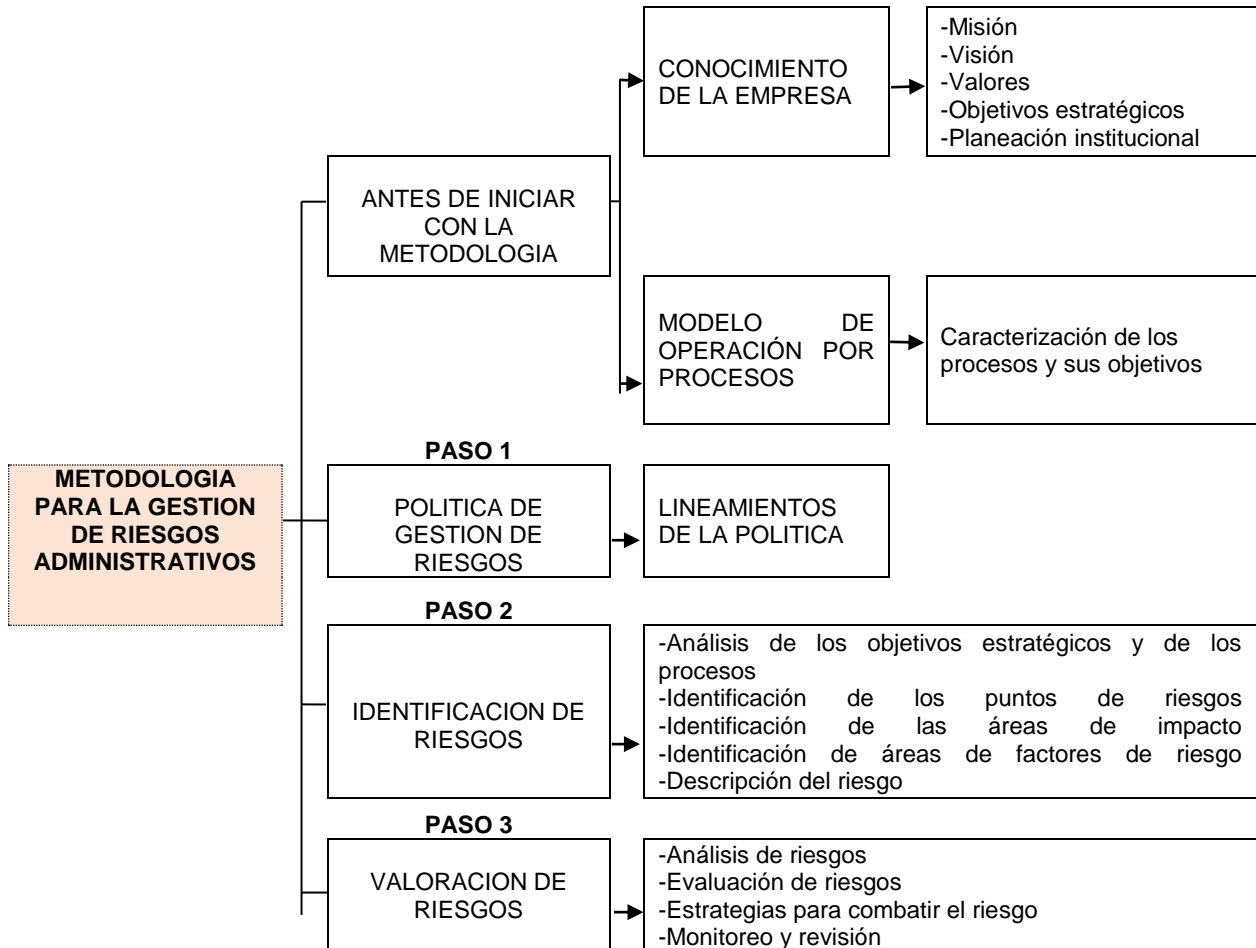 CONOCIMIENTO
DE LA EMPRESA
-Misión
-Visión
-Valores
-Objetivos estratégicos
-Planeación institucional
ANTES DE INICIAR
CON LA
METODOLOGIA
MODELO DE
OPERACIÓN POR
PROCESOS
Caracterización de los
procesos y sus objetivos
METODOLOGIA
PARA LA GESTION
DE RIESGOS
ADMINISTRATIVOS
PASO 1
POLITICA DE
GESTION DE
RIESGOS
LINEAMIENTOS
DE LA POLITICA
PASO 2
IDENTIFICACION DE
RIESGOS
-Análisis de los objetivos estratégicos y de los
procesos
-Identificación de los puntos de riesgos
-Identificación de las áreas de impacto
-Identificación de áreas de factores de riesgo
-Descripción del riesgo
PASO 3
VALORACION DE
RIESGOS
-Análisis de riesgos
-Evaluación de riesgos
-Estrategias para combatir el riesgo
-Monitoreo y revisión